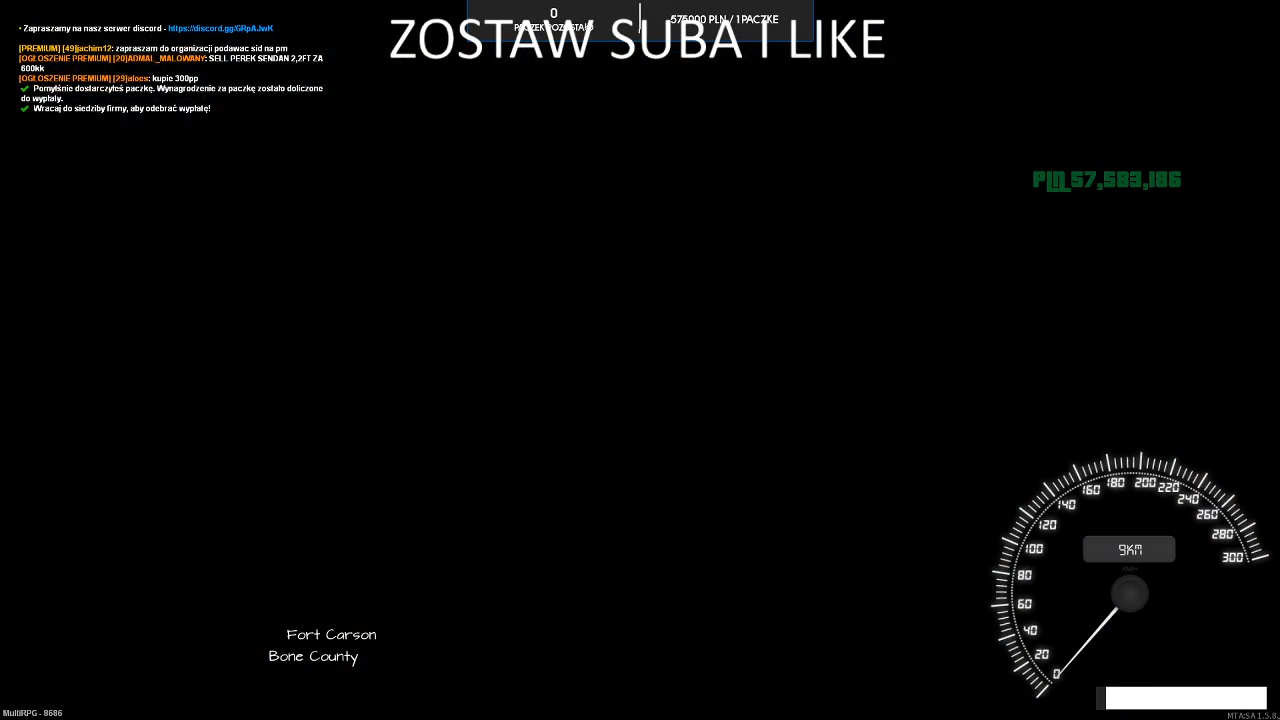 • Zapraszamy na nasz serwer discord - https://discord.gg/GRpAJwK
[PREMIUM] [49]jachim12: zapraszam do organizacji podawac sid na pm
[OGŁOSZENIE PREMIUM] [20]ADMAL_MALOWANY: SELL PEREK SENDAN 2,2FT ZA
600kk
[OGŁOSZENIE PREMIUM] [29]aloes: kupie 300pp
Pomyślnie dostarczyłeś paczkę. Wynagrodzenie za paczkę zostało doliczone
do wypłaty.
Wracaj do siedziby firmy, aby odebrać wypłatę!
0
PACZEK POZOSTAŁO
575000 PLN / 1 PACZKE
ZOSTAW SUBA I LIKE
PLN 57,583,186
0
20
40
60
80
100
120
140
160
180
200
220
240
260
280
300
9KM
KM/H
Fort Carson
Bone County
MultiRPG - 8686
MTA:SA 1.5.8